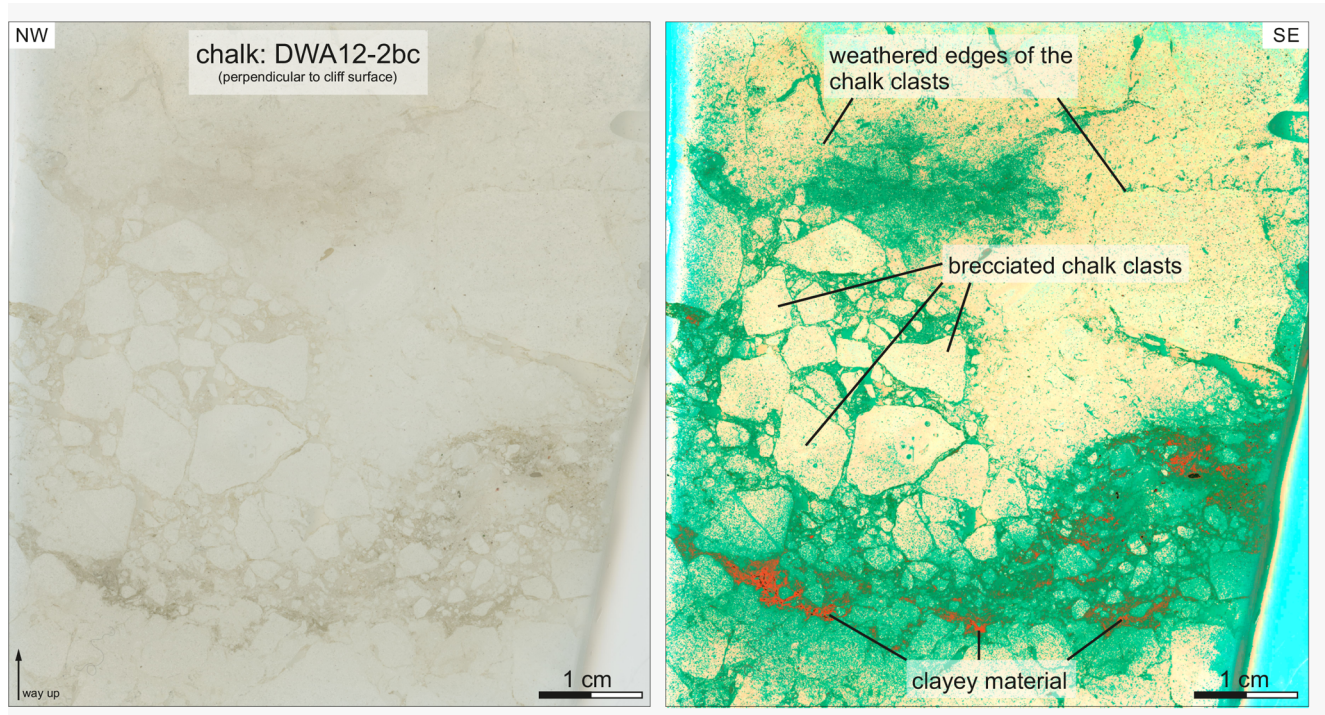 NW
chalk: DWA12-2bc
(perpendicular to cliff surface)
way up
1 cm
SE
weathered edges of the
chalk clasts
brecciated chalk clasts
clayey material
1 cm